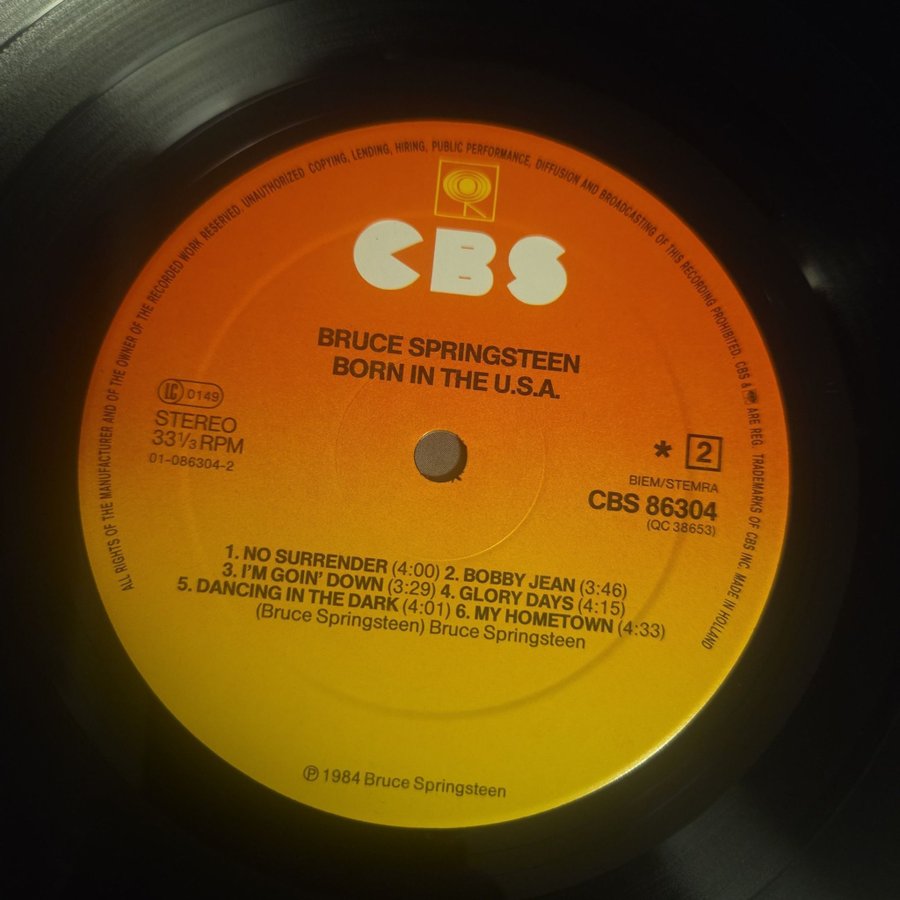 ALL RIGHTS OF THE MANUFACTURER AND OF THE OWNER OF THE RECORDED WORK RESERVED. UNAUTHORIZED COPYING, LENDING, HIRING, PUBLIC PERFORMANCE, DIFFUSION AND BROADCASTING OF THIS RECORDING PROHIBITED. CBS & ARE REG. TRADEMARKS OF CBS INC. MADE IN HOLLAND
CBS
BRUCE SPRINGSTEEN
BORN IN THE U.S.A.
LC 0149
STEREO
33⅓ RPM
01-086304-2
* 2
BIEM/STEMRA
CBS 86304
(QC 38653)
1. NO SURRENDER (4:00) 2. BOBBY JEAN (3:46)
3. I'M GOIN' DOWN (3:29) 4. GLORY DAYS (4:15)
5. DANCING IN THE DARK (4:01) 6. MY HOMETOWN (4:33)
(Bruce Springsteen) Bruce Springsteen
℗ 1984 Bruce Springsteen